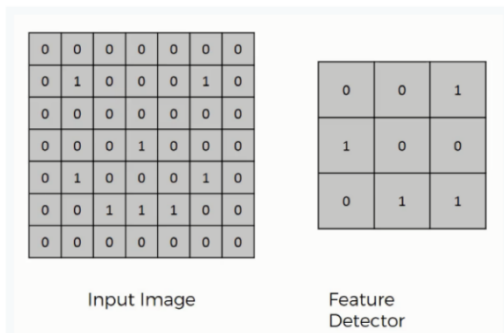 0 0 0 0 0 0 0
0 1 0 0 0 1 0
0 0 0 0 0 0 0
0 0 0 1 0 0 0
0 1 0 0 0 1 0
0 0 1 1 1 0 0
0 0 0 0 0 0 0
Input Image
0 0 1
1 0 0
0 1 1
Feature
Detector